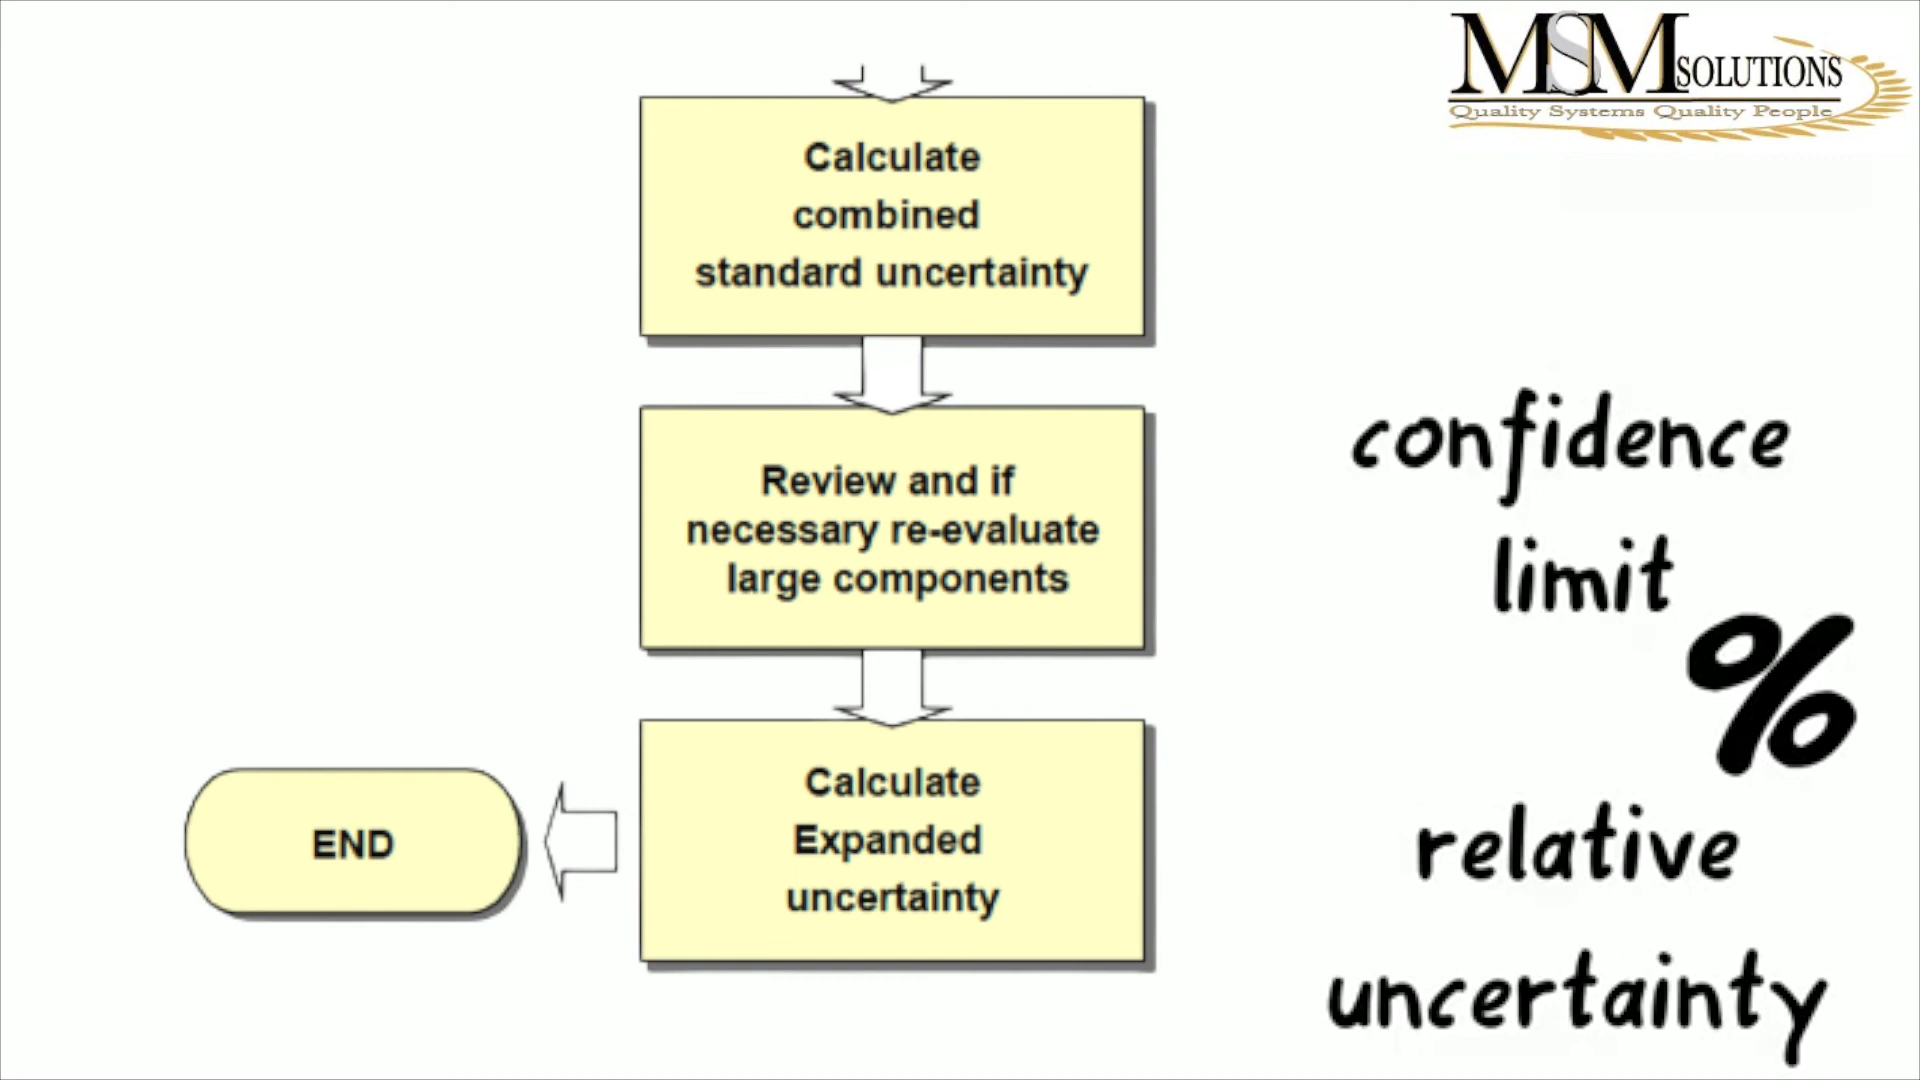 MSM SOLUTIONS
Quality Systems Quality People
Calculate
combined
standard uncertainty
Review and if
necessary re-evaluate
large components
Calculate
Expanded
uncertainty
END
confidence
limit
%
relative
uncertainty